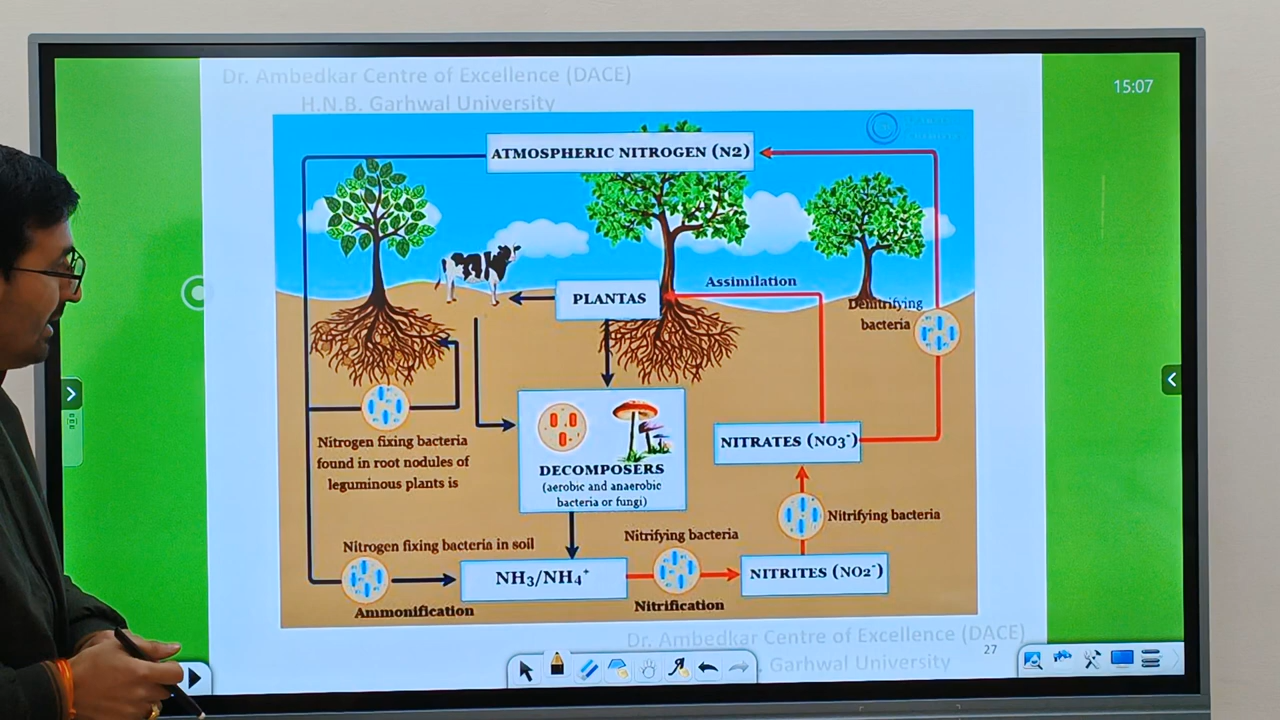 Dr. Ambedkar Centre of Excellence (DACE)
H.N.B. Garhwal University
15:07
ATMOSPHERIC NITROGEN (N2)
Assimilation
PLANTAS
Denitrifying
bacteria
Nitrogen fixing bacteria
found in root nodules of
leguminous plants is
NITRATES (NO3⁻)
DECOMPOSERS
(aerobic and anaerobic
bacteria or fungi)
Nitrifying bacteria
Nitrogen fixing bacteria in soil
Nitrifying bacteria
NH3/NH4⁺
NITRITES (NO2⁻)
Ammonification
Nitrification
Dr. Ambedkar Centre of Excellence (DACE)
Garhwal University
27